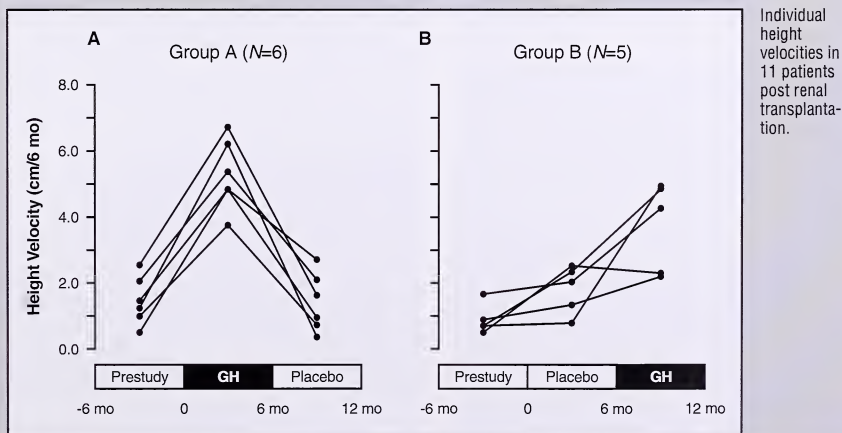 A
Group A (N=6)
8.0
6.0
4.0
2.0
0.0
Height Velocity (cm/6 mo)
Prestudy GH Placebo
-6 mo 0 6 mo 12 mo
B
Group B (N=5)
Prestudy Placebo GH
-6 mo 0 6 mo 12 mo
Individual
height
velocities in
11 patients
post renal
transplanta-
tion.